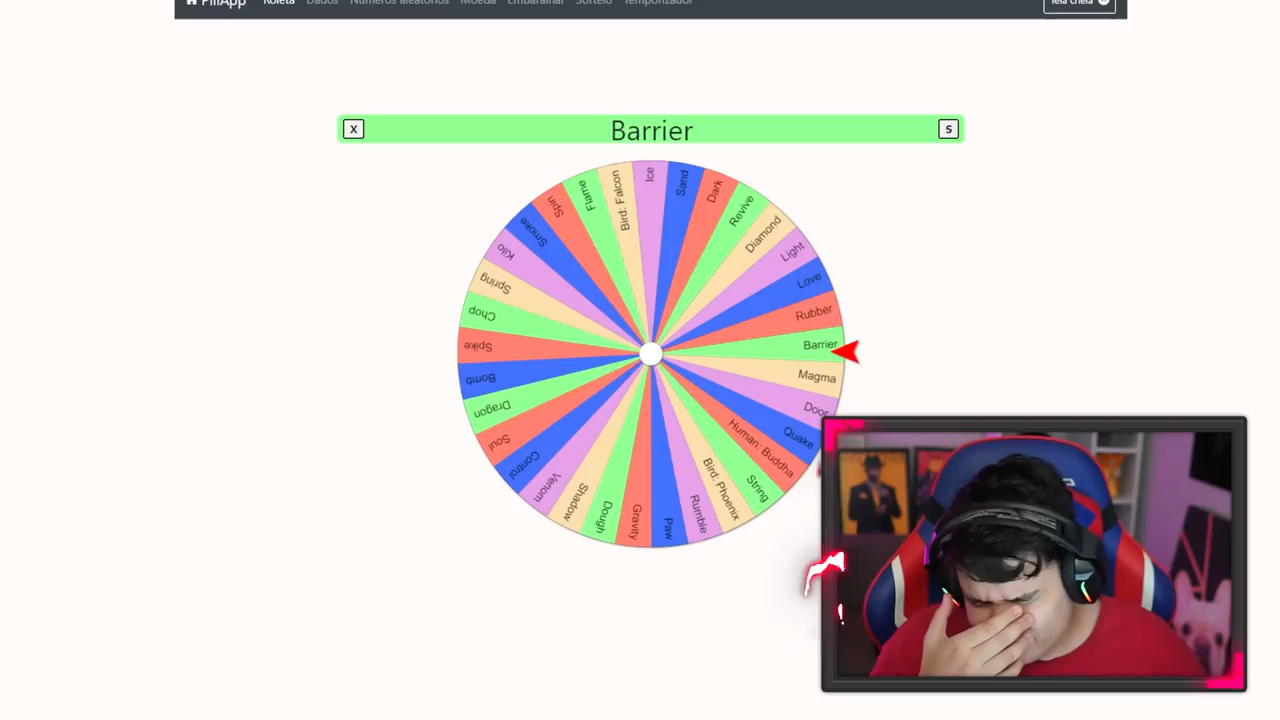 PiliApp Roleta Dados Números aleatórios Moeda Embaralhar Sorteio Temporizador Tela cheia
X Barrier S
Ice
Sand
Dark
Revive
Diamond
Light
Love
Rubber
Barrier
Magma
Door
Quake
Human: Buddha
String
Bird: Phoenix
Rumble
Paw
Gravity
Dough
Shadow
Venom
Control
Soul
Dragon
Bomb
Spike
Chop
Spring
Kilo
Smoke
Spin
Flame
Bird: Falcon